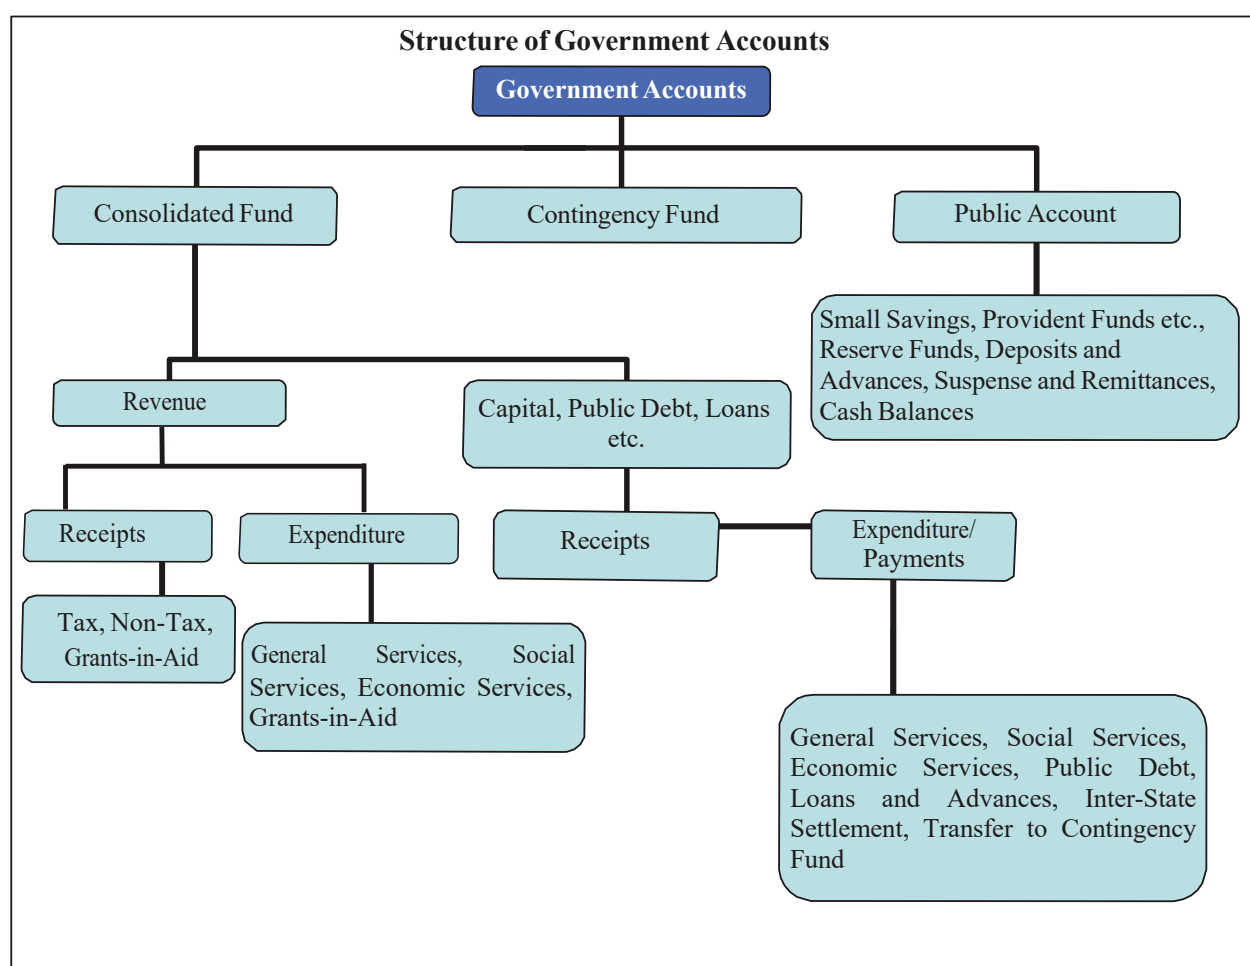 Structure of Government Accounts
Government Accounts
Consolidated Fund
Contingency Fund
Public Account
Small Savings, Provident Funds etc.,
Reserve Funds, Deposits and
Advances, Suspense and Remittances,
Cash Balances
Revenue
Capital, Public Debt, Loans
etc.
Receipts
Expenditure
Receipts
Expenditure/
Payments
Tax, Non-Tax,
Grants-in-Aid
General Services, Social
Services, Economic Services,
Grants-in-Aid
General Services, Social Services,
Economic Services, Public Debt,
Loans and Advances, Inter-State
Settlement, Transfer to Contingency
Fund